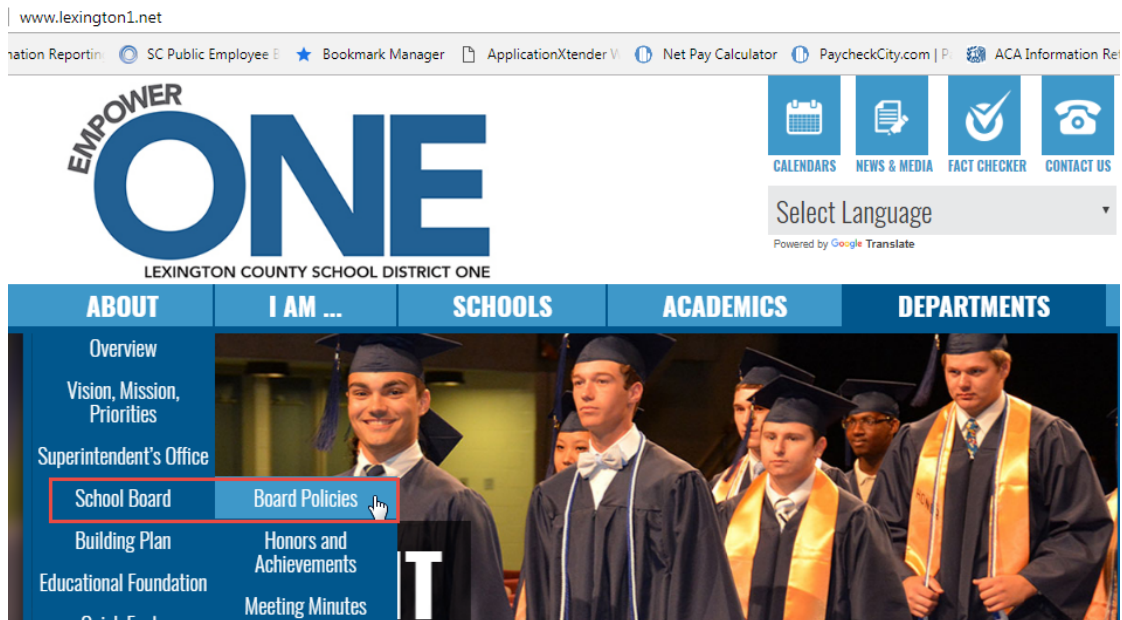 www.lexington1.net
SC Public Employee Bookmark Manager ApplicationXtender Net Pay Calculator PaycheckCity.com | ACA Information
EMPOWER
ONE
LEXINGTON COUNTY SCHOOL DISTRICT ONE
CALENDARS NEWS & MEDIA FACT CHECKER CONTACT US
Select Language
Powered by Google Translate
ABOUT I AM ... SCHOOLS ACADEMICS DEPARTMENTS
Overview
Vision, Mission,
Priorities
Superintendent's Office
School Board Board Policies
Building Plan Honors and
Achievements
Educational Foundation
Meeting Minutes